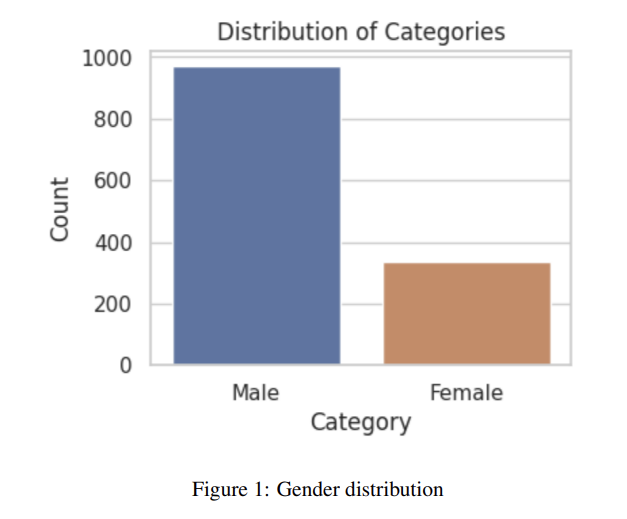 Distribution of Categories
1000
800
600
400
200
0
Count
Male Female
Category
Figure 1: Gender distribution